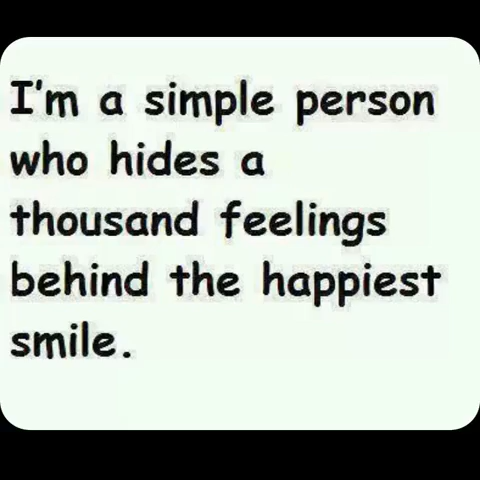 I'm a simple person
who hides a
thousand feelings
behind the happiest
smile.